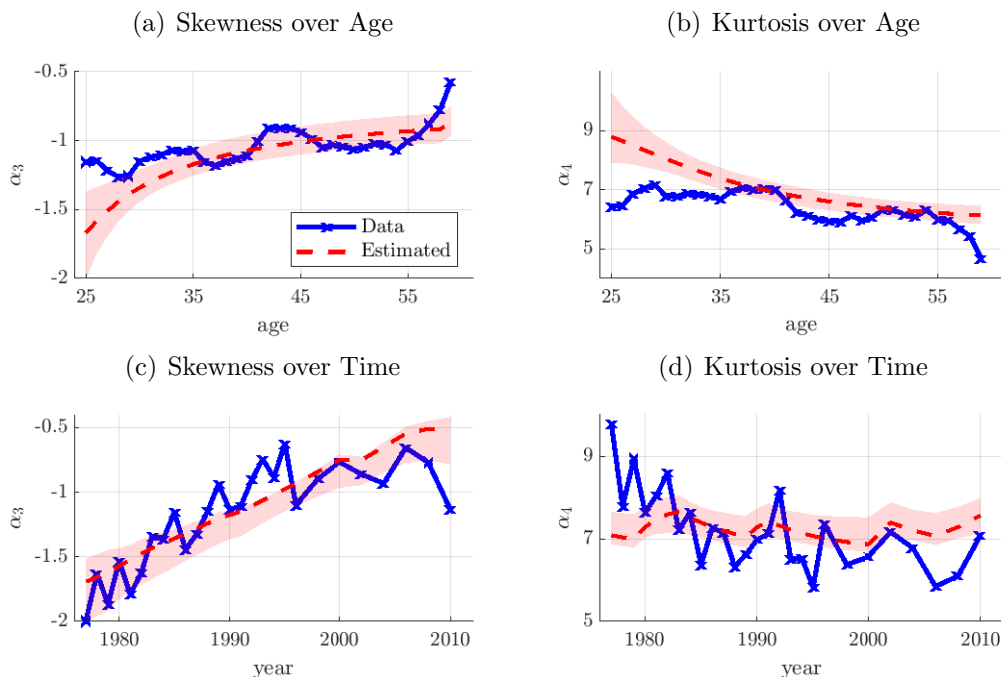 (a) Skewness over Age
(b) Kurtosis over Age
-0.5
-1
-1.5
-2
α3
25
35
45
55
age
Data
Estimated
9
7
5
α4
25
35
45
55
age
(c) Skewness over Time
(d) Kurtosis over Time
-0.5
-1
-1.5
-2
α3
1980
1990
2000
2010
year
9
7
5
α4
1980
1990
2000
2010
year